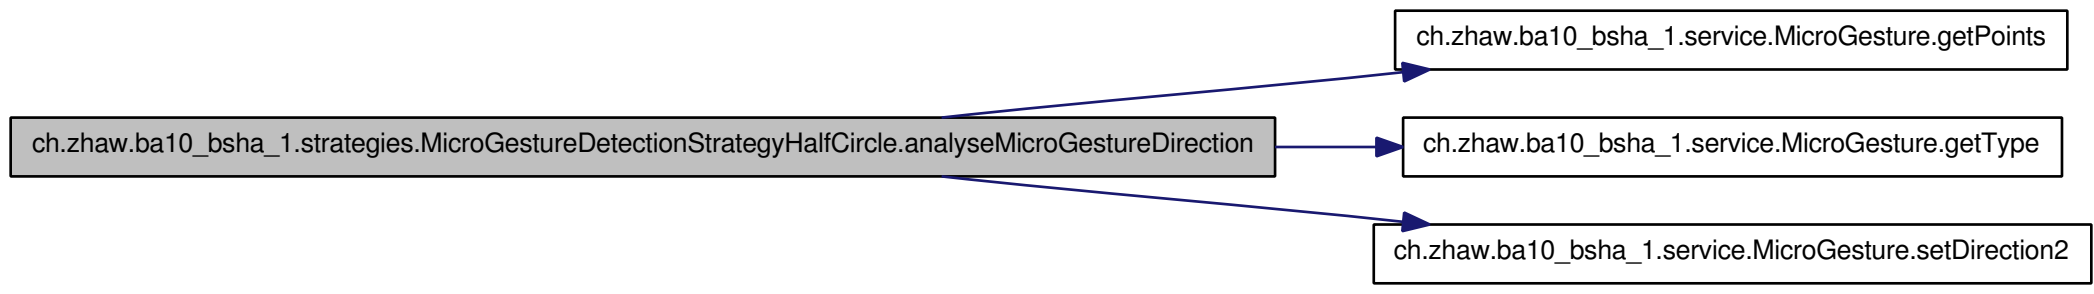 ch.zhaw.ba10_bsha_1.service.MicroGesture.getPoints
ch.zhaw.ba10_bsha_1.strategies.MicroGestureDetectionStrategyHalfCircle.analyseMicroGestureDirection
ch.zhaw.ba10_bsha_1.service.MicroGesture.getType
ch.zhaw.ba10_bsha_1.service.MicroGesture.setDirection2